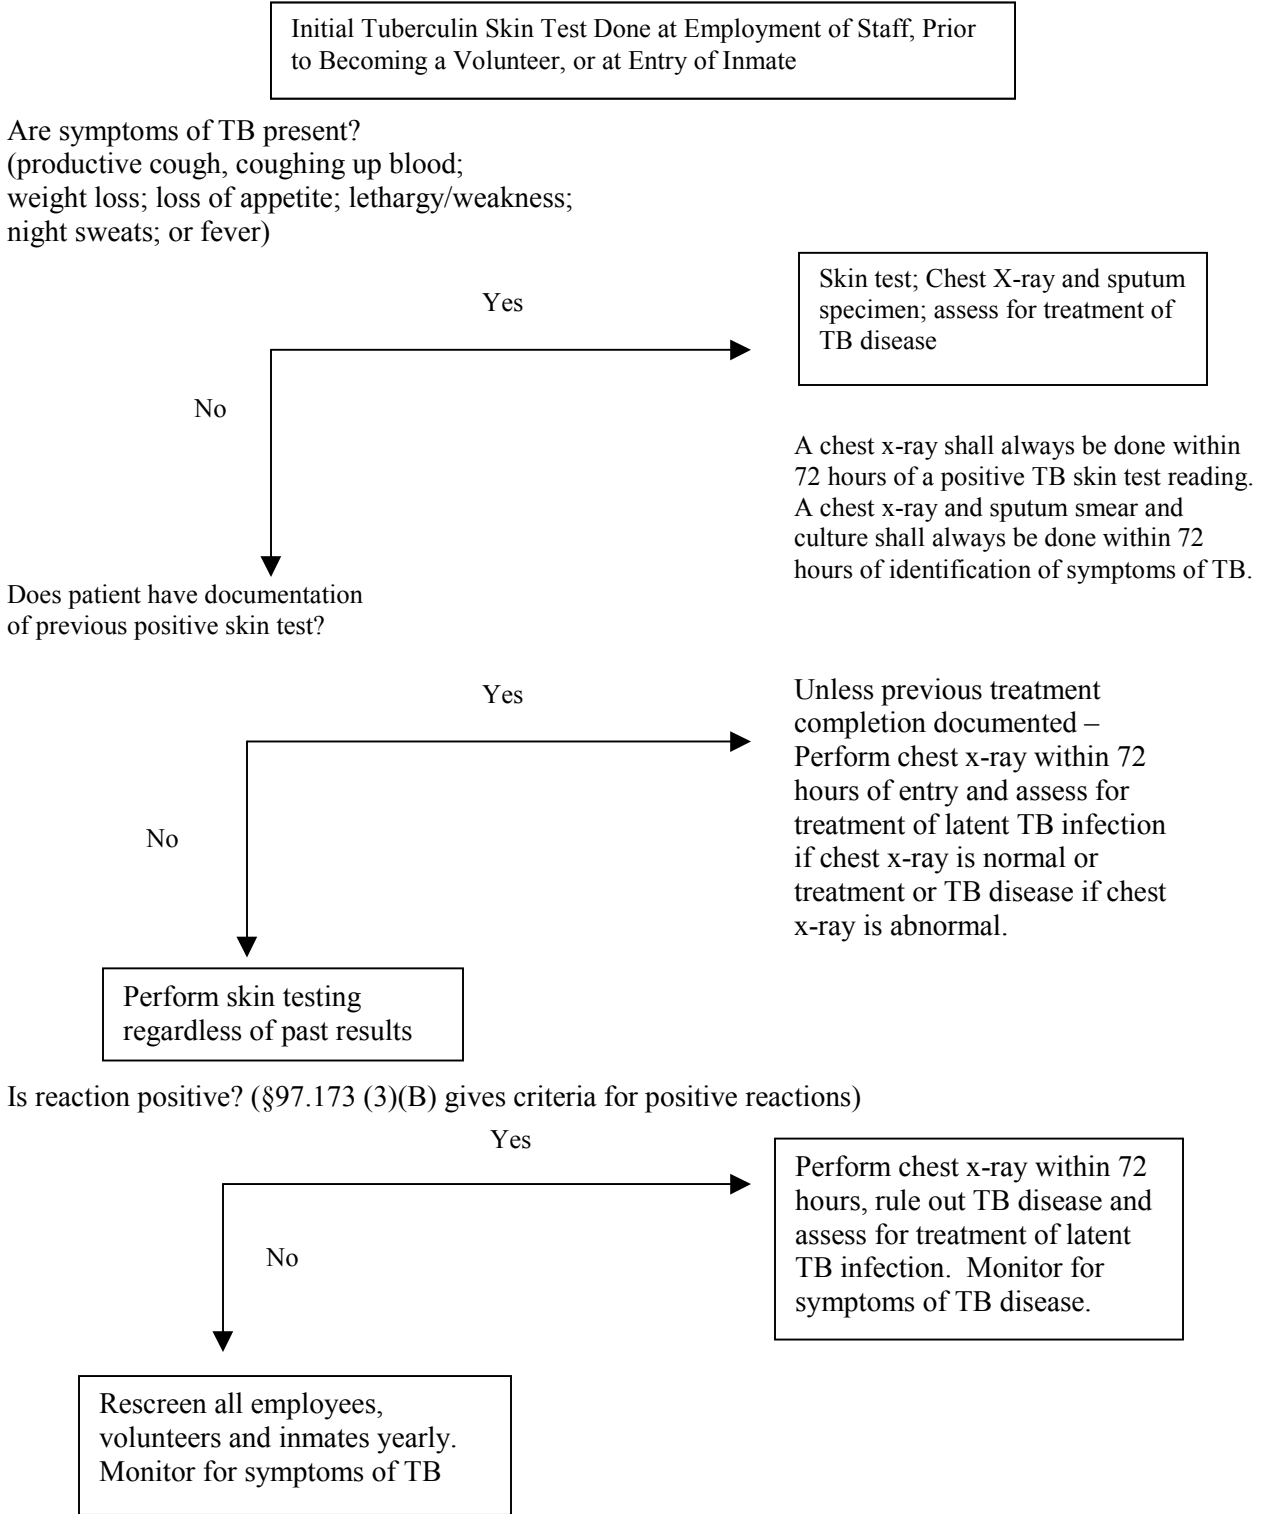 Initial Tuberculin Skin Test Done at Employment of Staff, Prior
to Becoming a Volunteer, or at Entry of Inmate
Are symptoms of TB present?
(productive cough, coughing up blood;
weight loss; loss of appetite; lethargy/weakness;
night sweats; or fever)
Yes
Skin test; Chest X-ray and sputum
specimen; assess for treatment of
TB disease
No
A chest x-ray shall always be done within
72 hours of a positive TB skin test reading.
A chest x-ray and sputum smear and
culture shall always be done within 72
hours of identification of symptoms of TB.
Does patient have documentation
of previous positive skin test?
Yes
Unless previous treatment
completion documented –
Perform chest x-ray within 72
hours of entry and assess for
treatment of latent TB infection
if chest x-ray is normal or
treatment or TB disease if chest
x-ray is abnormal.
No
Perform skin testing
regardless of past results
Is reaction positive? (§97.173 (3)(B) gives criteria for positive reactions)
Yes
Perform chest x-ray within 72
hours, rule out TB disease and
assess for treatment of latent
TB infection.  Monitor for
symptoms of TB disease.
No
Rescreen all employees,
volunteers and inmates yearly.
Monitor for symptoms of TB